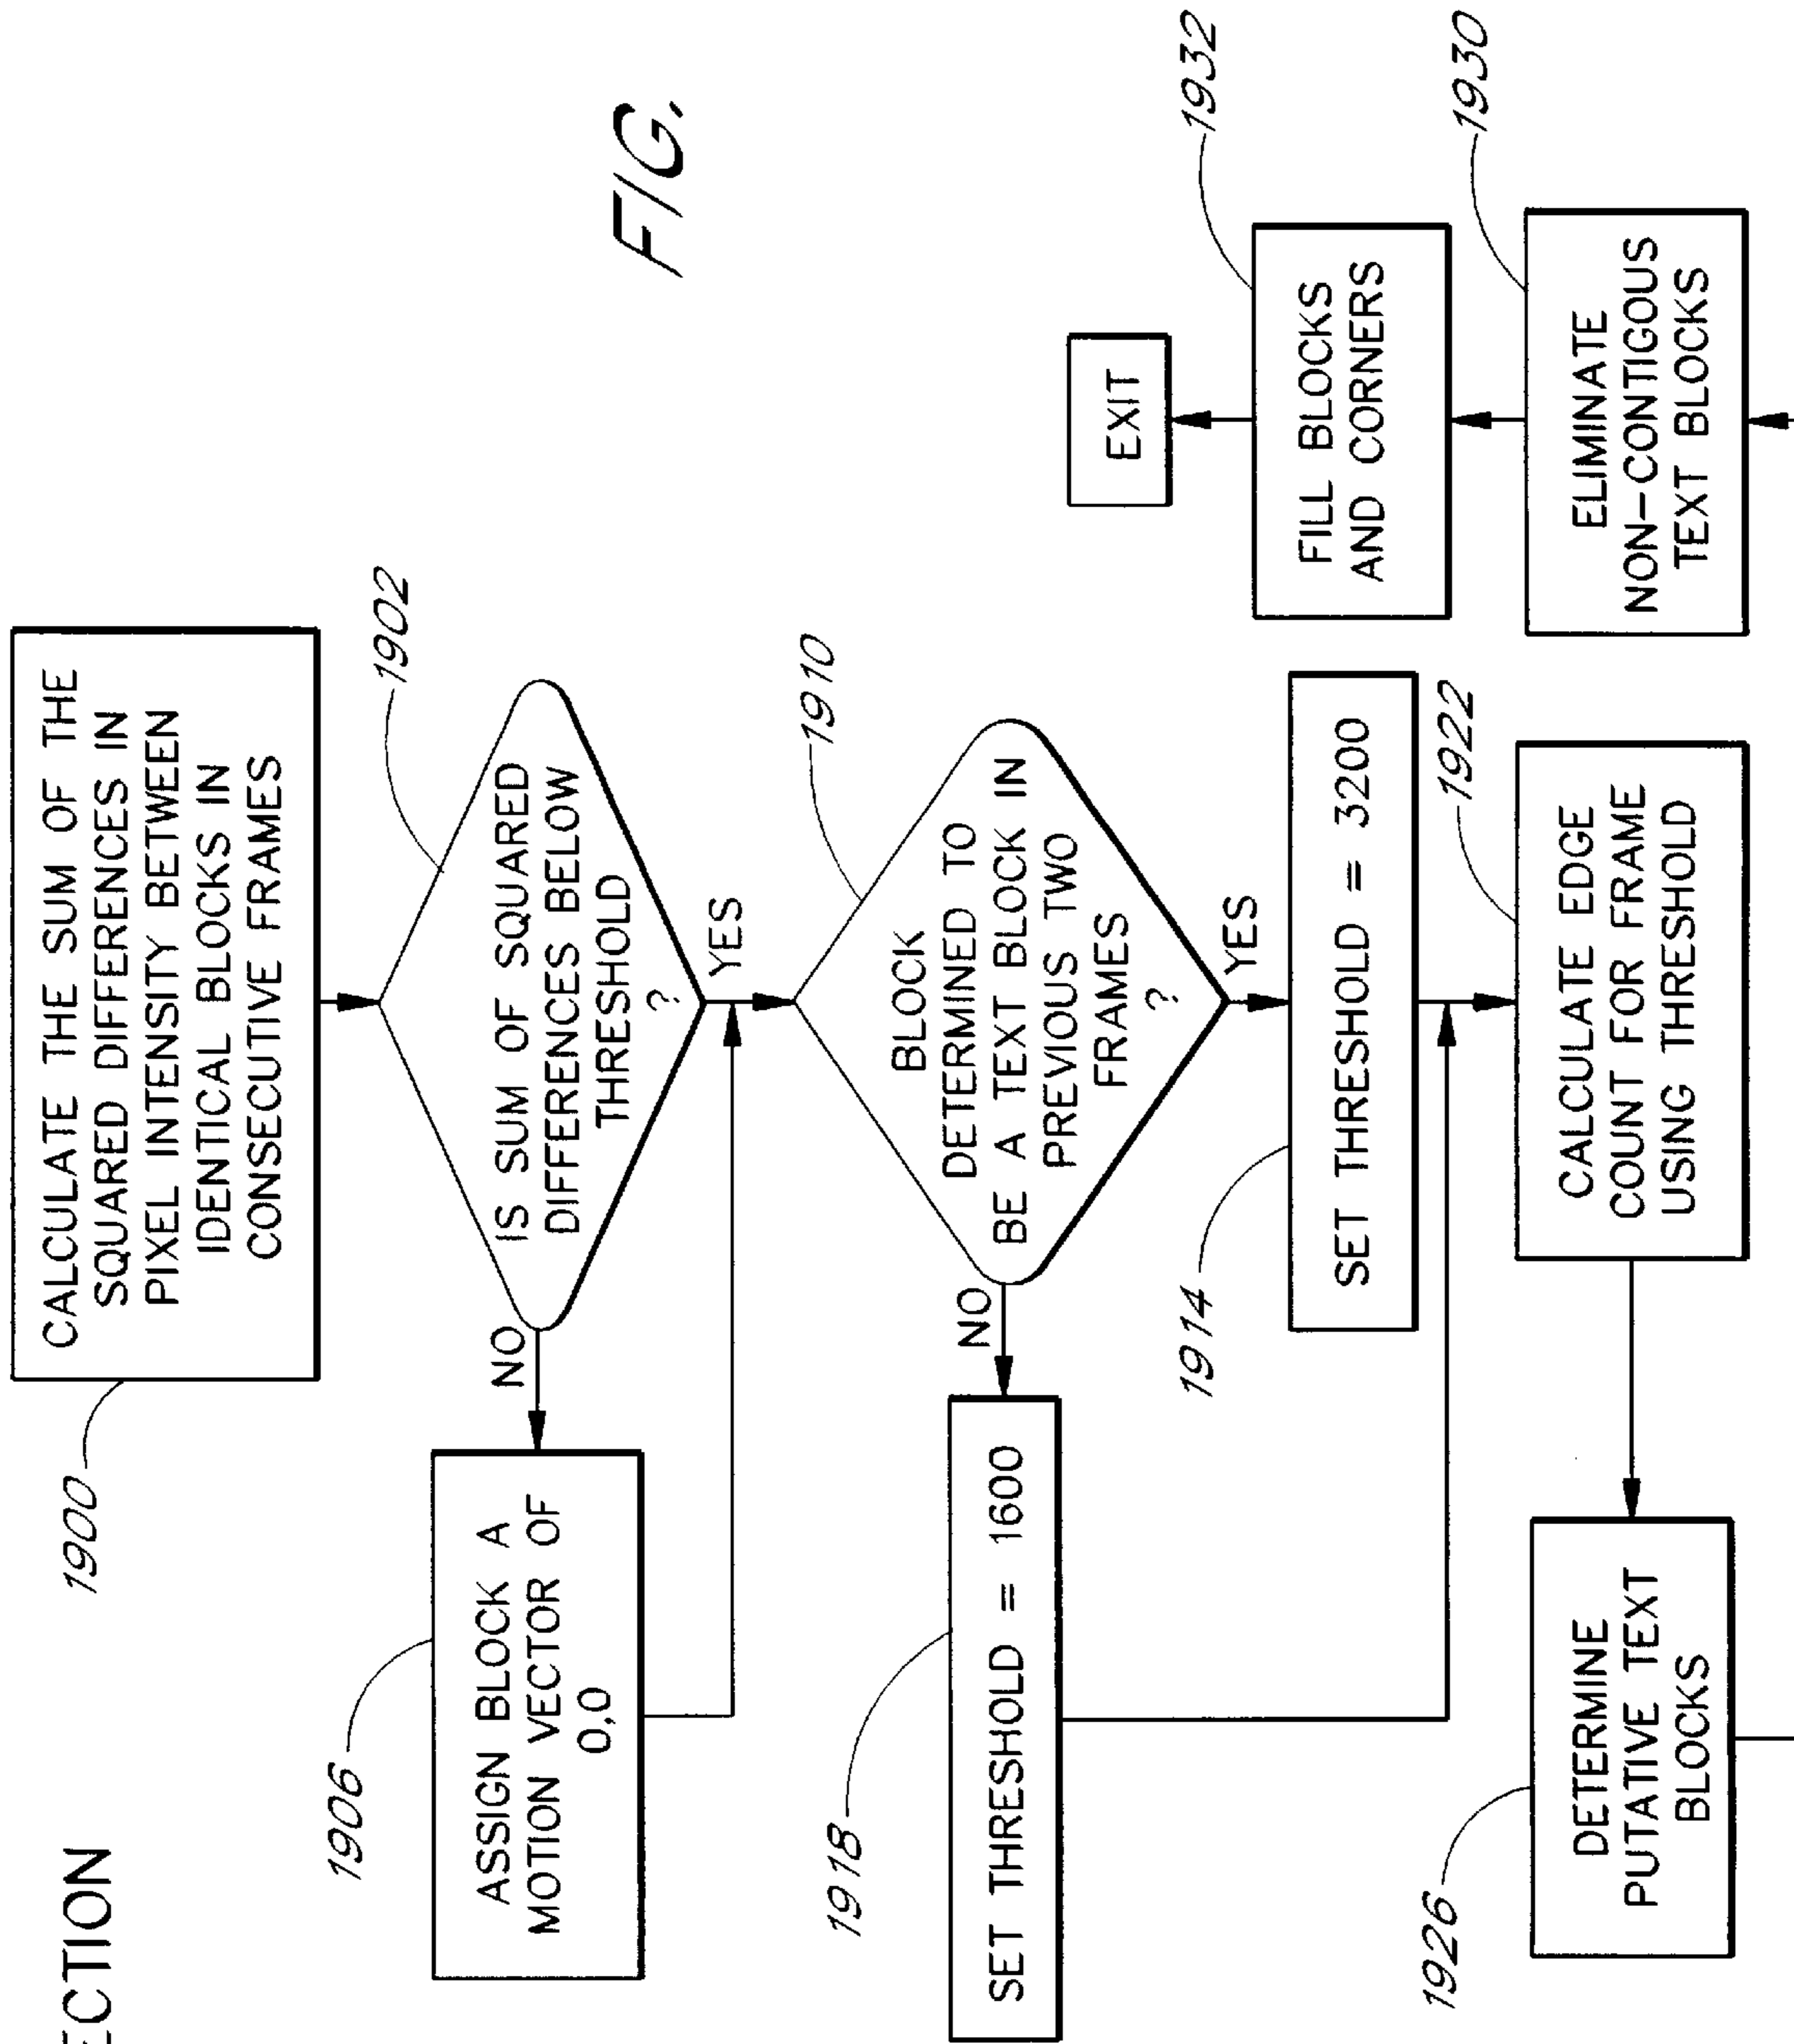 ECTION
1900
CALCULATE THE SUM OF THE
SQUARED DIFFERENCES IN
PIXEL INTENSITY BETWEEN
IDENTICAL BLOCKS IN
CONSECUTIVE FRAMES
1902
IS SUM OF SQUARED
DIFFERENCES BELOW
THRESHOLD
?
NO
YES
1906
ASSIGN BLOCK A
MOTION VECTOR OF
0,0
1910
BLOCK
DETERMINED TO
BE A TEXT BLOCK IN
PREVIOUS TWO
FRAMES
?
NO
YES
1918
SET THRESHOLD = 1600
1914
SET THRESHOLD = 3200
1922
CALCULATE EDGE
COUNT FOR FRAME
USING THRESHOLD
1926
DETERMINE
PUTATIVE TEXT
BLOCKS
FIG.
EXIT
1932
FILL BLOCKS
AND CORNERS
1930
ELIMINATE
NON-CONTIGOUS
TEXT BLOCKS